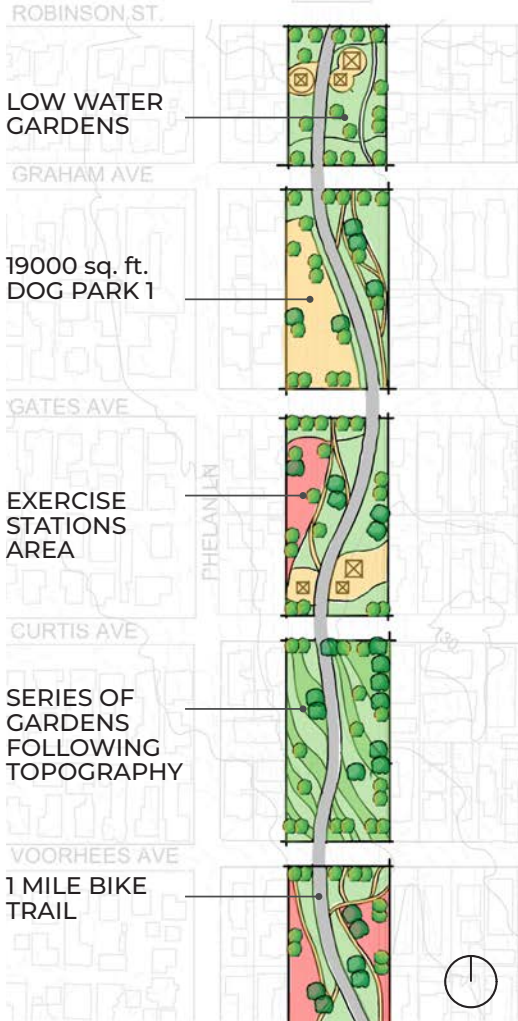 ROBINSON ST.
LOW WATER
GARDENS
GRAHAM AVE
19000 sq. ft.
DOG PARK 1
GATES AVE
PHELAN LN
EXERCISE
STATIONS
AREA
CURTIS AVE
130
SERIES OF
GARDENS
FOLLOWING
TOPOGRAPHY
VOORHEES AVE
1 MILE BIKE
TRAIL